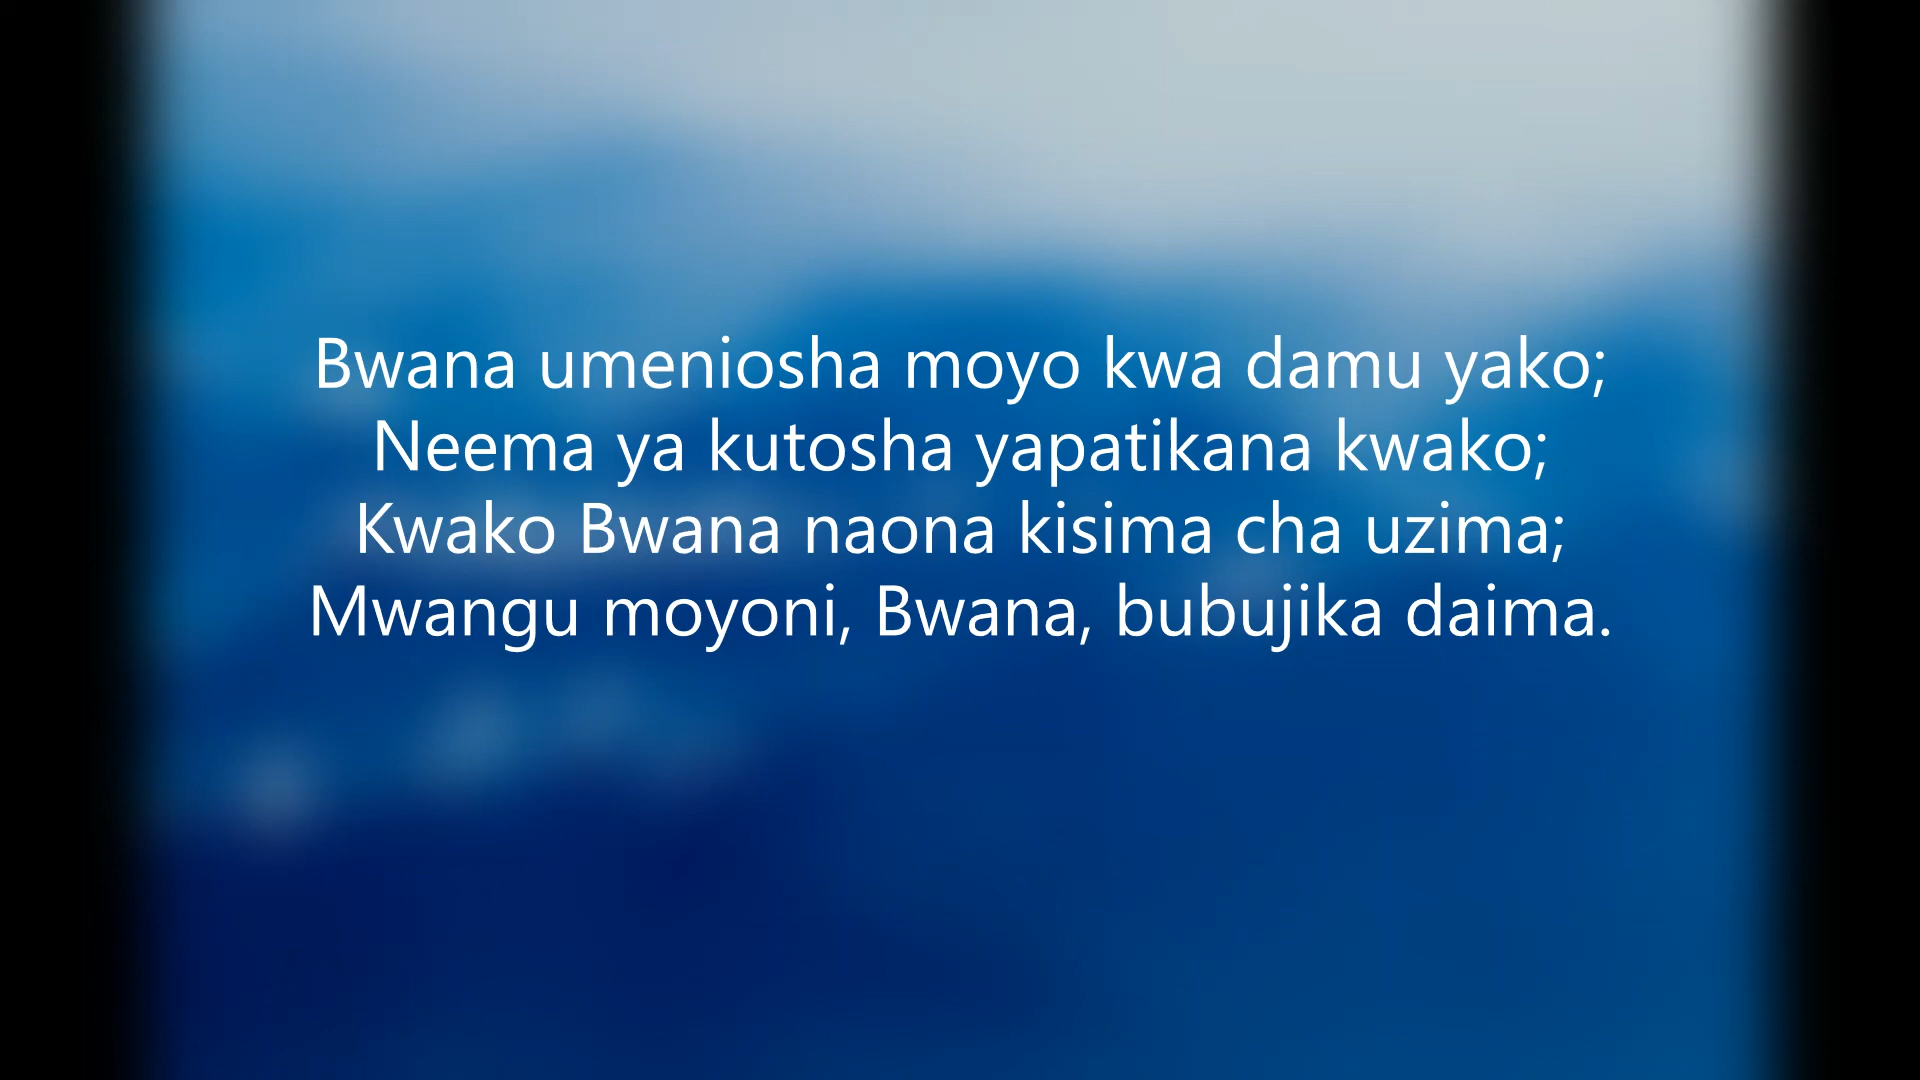 Bwana umeniosha moyo kwa damu yako;
Neema ya kutosha yapatikana kwako;
Kwako Bwana naona kisima cha uzima;
Mwangu moyoni, Bwana, bubujika daima.